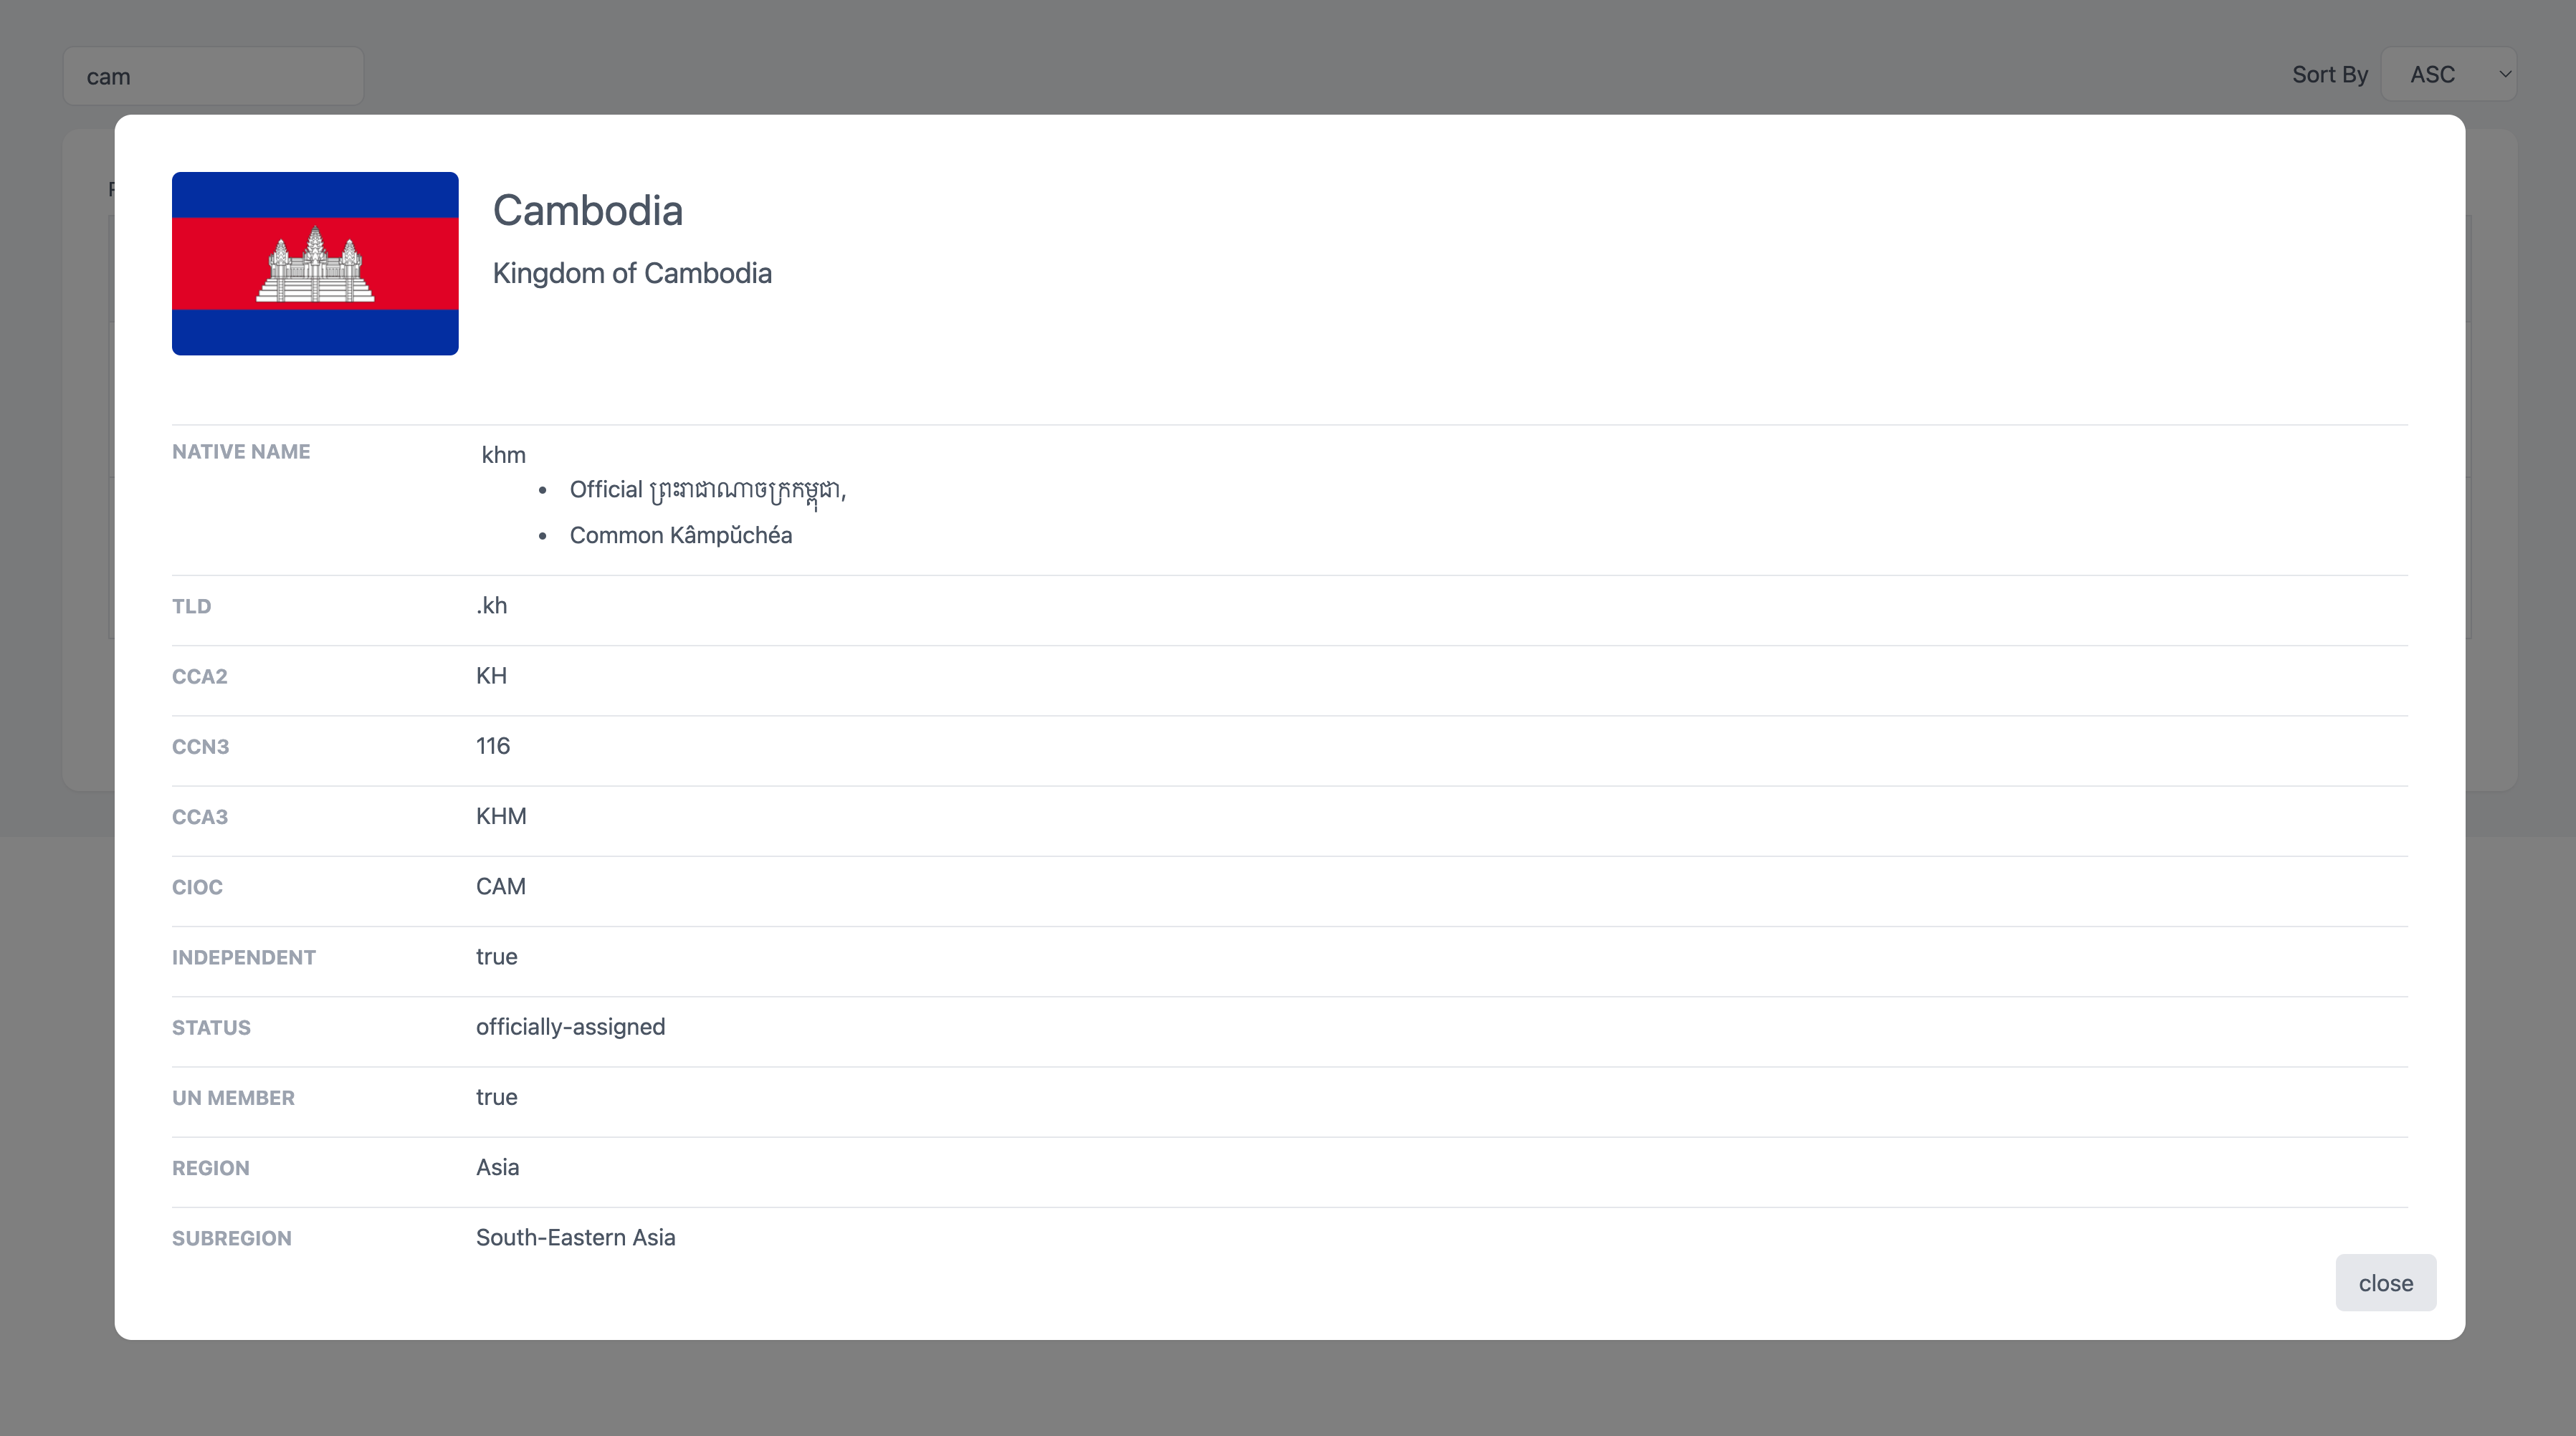 cam
Sort By ASC
Cambodia
Kingdom of Cambodia
NATIVE NAME khm
• Official ព្រះរាជាណាចក្រកម្ពុជា,
• Common Kâmpŭchéa
TLD .kh
CCA2 KH
CCN3 116
CCA3 KHM
CIOC CAM
INDEPENDENT true
STATUS officially-assigned
UN MEMBER true
REGION Asia
SUBREGION South-Eastern Asia
close